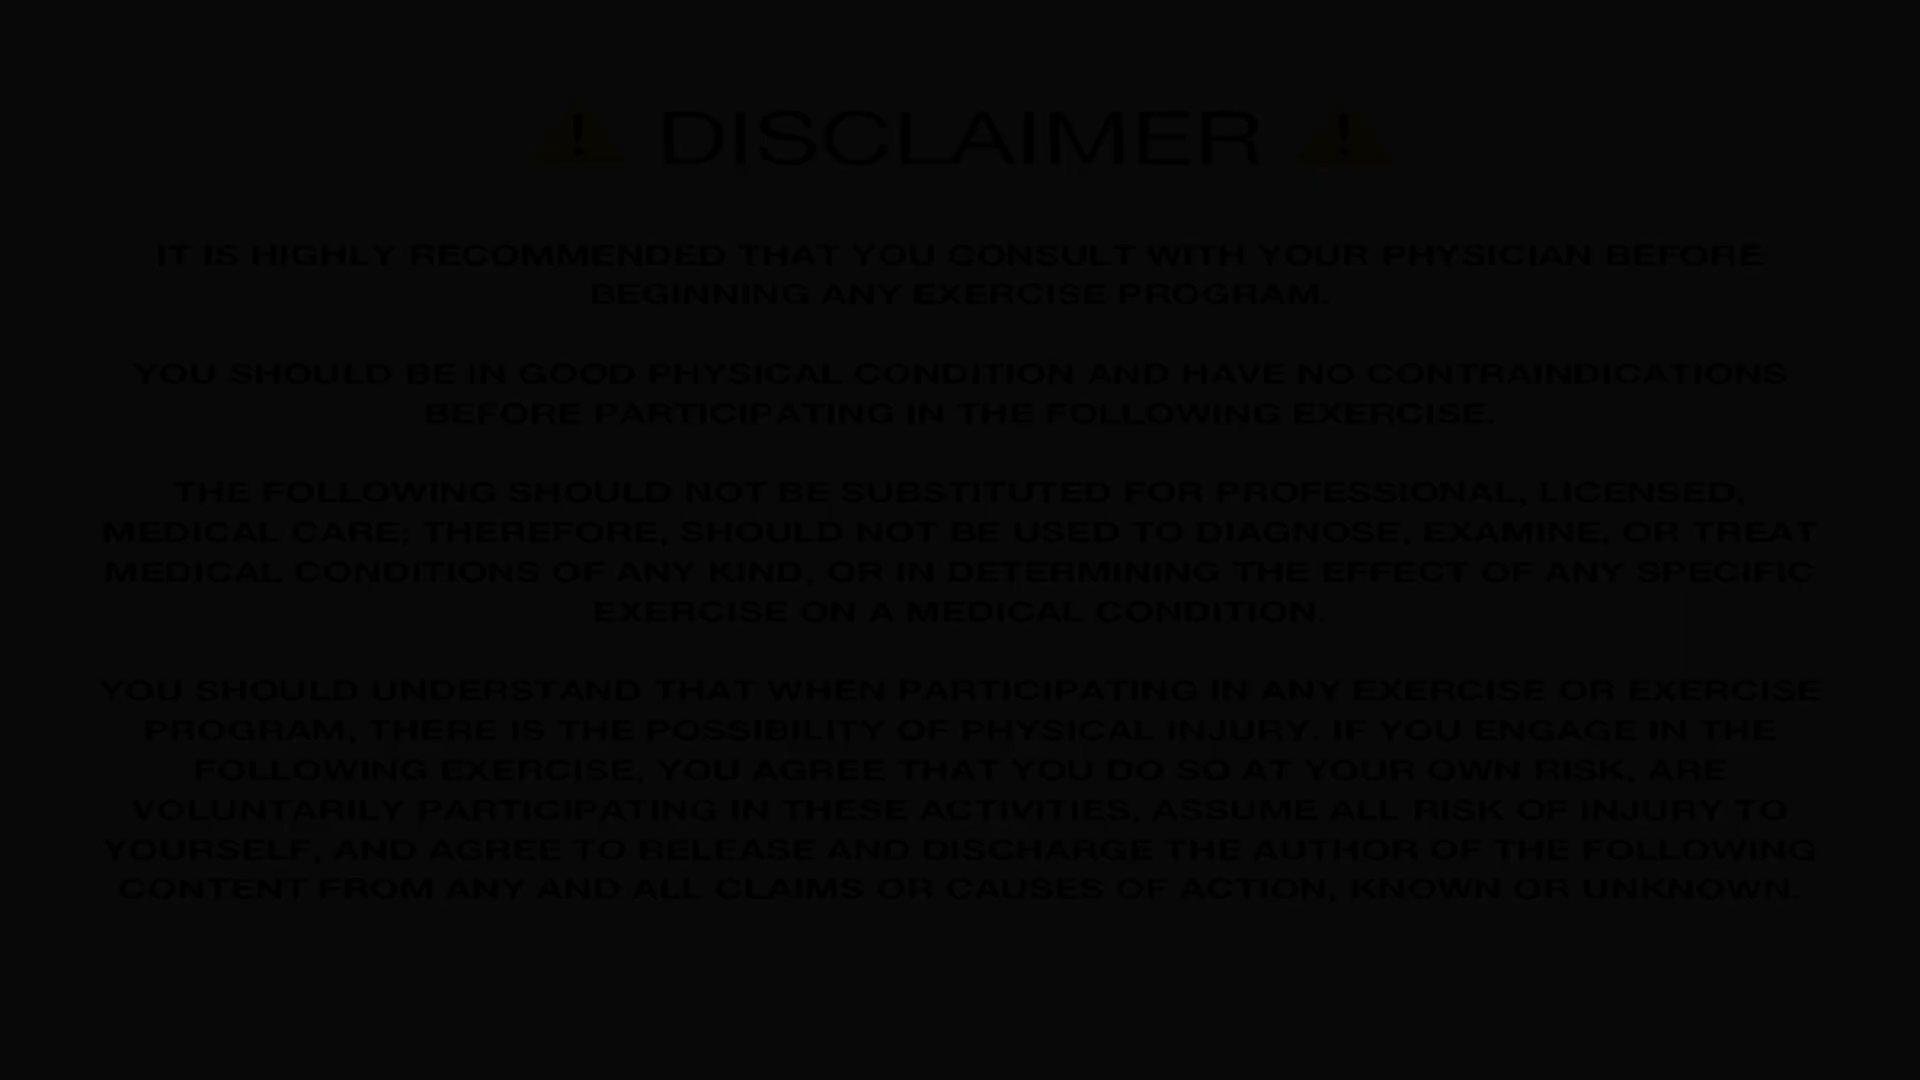 ⚠ DISCLAIMER ⚠
IT IS HIGHLY RECOMMENDED THAT YOU CONSULT WITH YOUR PHYSICIAN BEFORE
BEGINNING ANY EXERCISE PROGRAM.
YOU SHOULD BE IN GOOD PHYSICAL CONDITION AND HAVE NO CONTRAINDICATIONS
BEFORE PARTICIPATING IN THE FOLLOWING EXERCISE.
THE FOLLOWING SHOULD NOT BE SUBSTITUTED FOR PROFESSIONAL, LICENSED,
MEDICAL CARE; THEREFORE, SHOULD NOT BE USED TO DIAGNOSE, EXAMINE, OR TREAT
MEDICAL CONDITIONS OF ANY KIND, OR IN DETERMINING THE EFFECT OF ANY SPECIFIC
EXERCISE ON A MEDICAL CONDITION.
YOU SHOULD UNDERSTAND THAT WHEN PARTICIPATING IN ANY EXERCISE OR EXERCISE
PROGRAM, THERE IS THE POSSIBILITY OF PHYSICAL INJURY. IF YOU ENGAGE IN THE
FOLLOWING EXERCISE, YOU AGREE THAT YOU DO SO AT YOUR OWN RISK, ARE
VOLUNTARILY PARTICIPATING IN THESE ACTIVITIES, ASSUME ALL RISK OF INJURY TO
YOURSELF, AND AGREE TO RELEASE AND DISCHARGE THE AUTHOR OF THE FOLLOWING
CONTENT FROM ANY AND ALL CLAIMS OR CAUSES OF ACTION, KNOWN OR UNKNOWN.